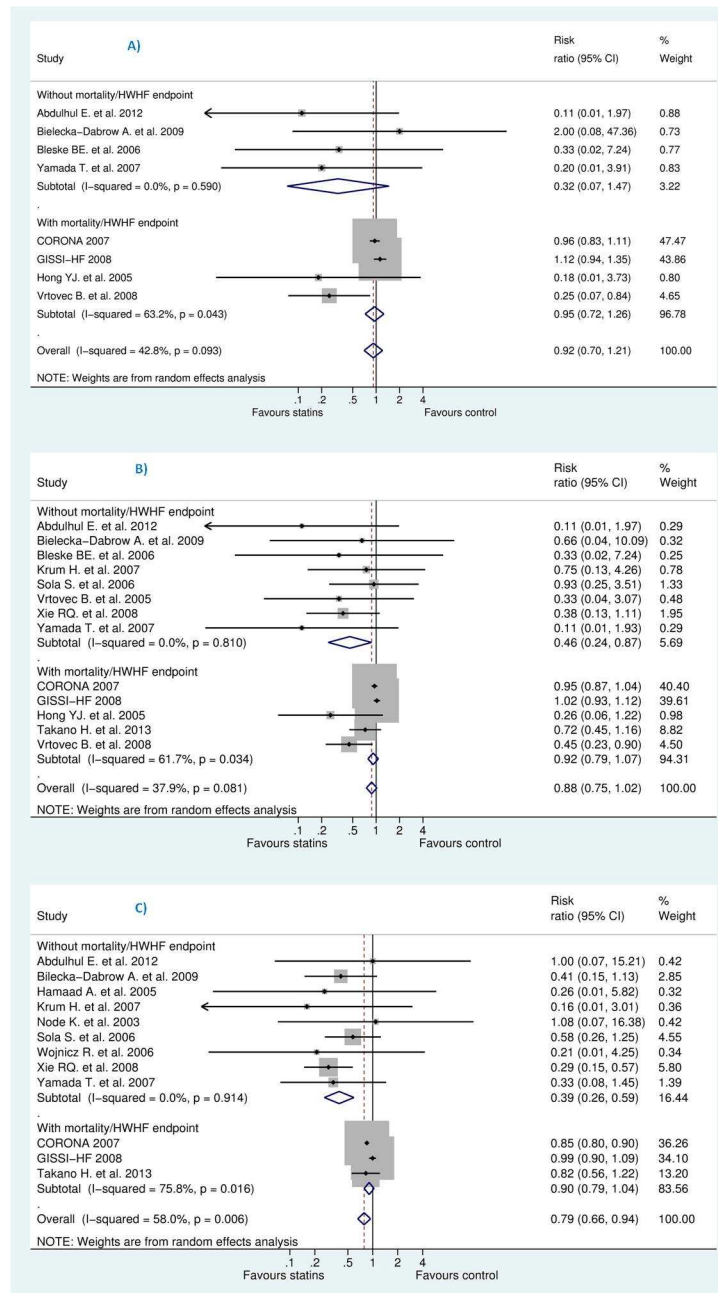 A)
Risk %
Study ratio (95% CI) Weight
Without mortality/HWHF endpoint
Abdulhul E. et al. 2012 0.11 (0.01, 1.97) 0.88
Bielecka−Dabrow A. et al. 2009 2.00 (0.08, 47.36) 0.73
Bleske BE. et al. 2006 0.33 (0.02, 7.24) 0.77
Yamada T. et al. 2007 0.20 (0.01, 3.91) 0.83
Subtotal (I−squared = 0.0%, p = 0.590) 0.32 (0.07, 1.47) 3.22
.
With mortality/HWHF endpoint
CORONA 2007 0.96 (0.83, 1.11) 47.47
GISSI−HF 2008 1.12 (0.94, 1.35) 43.86
Hong YJ. et al. 2005 0.18 (0.01, 3.73) 0.80
Vrtovec B. et al. 2008 0.25 (0.07, 0.84) 4.65
Subtotal (I−squared = 63.2%, p = 0.043) 0.95 (0.72, 1.26) 96.78
.
Overall (I−squared = 42.8%, p = 0.093) 0.92 (0.70, 1.21) 100.00
NOTE: Weights are from random effects analysis
.1 .2 .5 1 2 4
Favours statins Favours control
B)
Risk %
Study ratio (95% CI) Weight
Without mortality/HWHF endpoint
Abdulhul E. et al. 2012 0.11 (0.01, 1.97) 0.29
Bielecka−Dabrow A. et al. 2009 0.66 (0.04, 10.09) 0.32
Bleske BE. et al. 2006 0.33 (0.02, 7.24) 0.25
Krum H. et al. 2007 0.75 (0.13, 4.26) 0.78
Sola S. et al. 2006 0.93 (0.25, 3.51) 1.33
Vrtovec B. et al. 2005 0.33 (0.04, 3.07) 0.48
Xie RQ. et al. 2008 0.38 (0.13, 1.11) 1.95
Yamada T. et al. 2007 0.11 (0.01, 1.93) 0.29
Subtotal (I−squared = 0.0%, p = 0.810) 0.46 (0.24, 0.87) 5.69
.
With mortality/HWHF endpoint
CORONA 2007 0.95 (0.87, 1.04) 40.40
GISSI−HF 2008 1.02 (0.93, 1.12) 39.61
Hong YJ. et al. 2005 0.26 (0.06, 1.22) 0.98
Takano H. et al. 2013 0.72 (0.45, 1.16) 8.82
Vrtovec B. et al. 2008 0.45 (0.23, 0.90) 4.50
Subtotal (I−squared = 61.7%, p = 0.034) 0.92 (0.79, 1.07) 94.31
.
Overall (I−squared = 37.9%, p = 0.081) 0.88 (0.75, 1.02) 100.00
NOTE: Weights are from random effects analysis
.1 .2 .5 1 2 4
Favours statins Favours control
C)
Risk %
Study ratio (95% CI) Weight
Without mortality/HWHF endpoint
Abdulhul E. et al. 2012 1.00 (0.07, 15.21) 0.42
Bilecka−Dabrow A. et al. 2009 0.41 (0.15, 1.13) 2.85
Hamaad A. et al. 2005 0.26 (0.01, 5.82) 0.32
Krum H. et al. 2007 0.16 (0.01, 3.01) 0.36
Node K. et al. 2003 1.08 (0.07, 16.38) 0.42
Sola S. et al. 2006 0.58 (0.26, 1.25) 4.55
Wojnicz R. et al. 2006 0.21 (0.01, 4.25) 0.34
Xie RQ. et al. 2008 0.29 (0.15, 0.57) 5.80
Yamada T. et al. 2007 0.33 (0.08, 1.45) 1.39
Subtotal (I−squared = 0.0%, p = 0.914) 0.39 (0.26, 0.59) 16.44
.
With mortality/HWHF endpoint
CORONA 2007 0.85 (0.80, 0.90) 36.26
GISSI−HF 2008 0.99 (0.90, 1.09) 34.10
Takano H. et al. 2013 0.82 (0.56, 1.22) 13.20
Subtotal (I−squared = 75.8%, p = 0.016) 0.90 (0.79, 1.04) 83.56
.
Overall (I−squared = 58.0%, p = 0.006) 0.79 (0.66, 0.94) 100.00
NOTE: Weights are from random effects analysis
.1 .2 .5 1 2 4
Favours statins Favours control